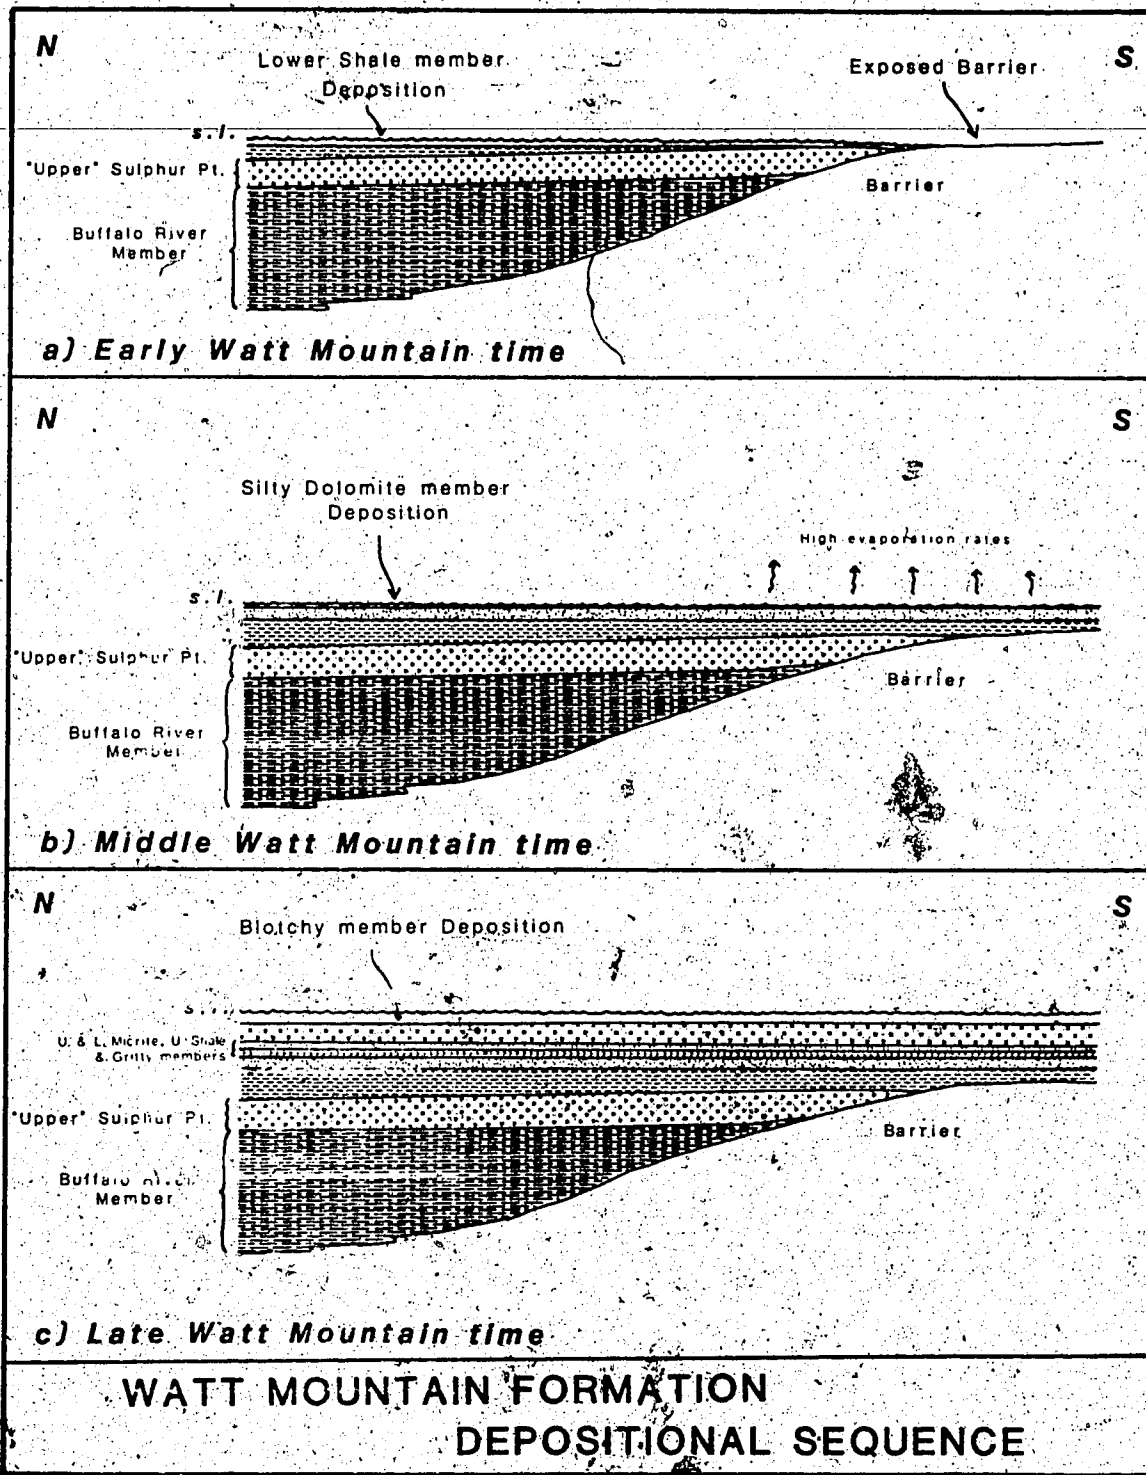 N
S
Lower Shale member
Deposition
Exposed Barrier
s.l.
"Upper" Sulphur Pt.
Barrier
Buffalo River
Member
a) Early Watt Mountain time
N
S
Silty Dolomite member
Deposition
High evaporation rates
s.l.
"Upper" Sulphur Pt.
Barrier
Buffalo River
Member
b) Middle Watt Mountain time
N
S
Blotchy member Deposition
s.l.
U. & L. Micrite, U. Shale
& Gritty members
"Upper" Sulphur Pt.
Barrier
Buffalo River
Member
c) Late Watt Mountain time
WATT MOUNTAIN FORMATION
DEPOSITIONAL SEQUENCE